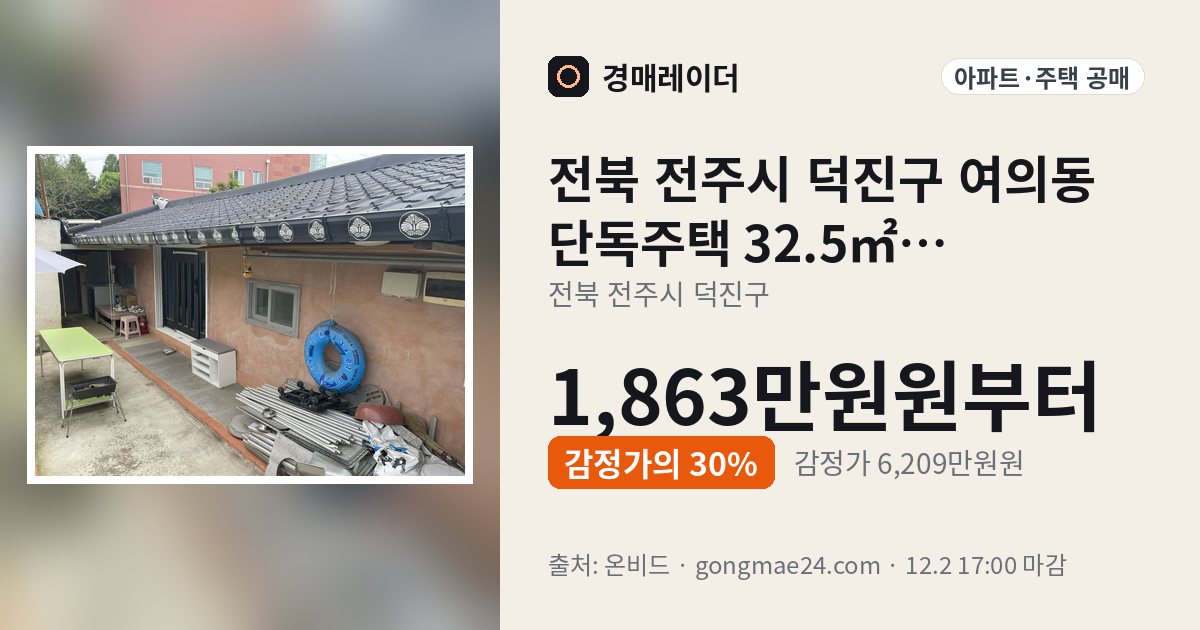 경매레이더
아파트·주택 공매
전북 전주시 덕진구 여의동
단독주택 32.5㎡…
전북 전주시 덕진구
1,863만원원부터
감정가의 30%
감정가 6,209만원원
출처: 온비드 · gongmae24.com · 12.2 17:00 마감